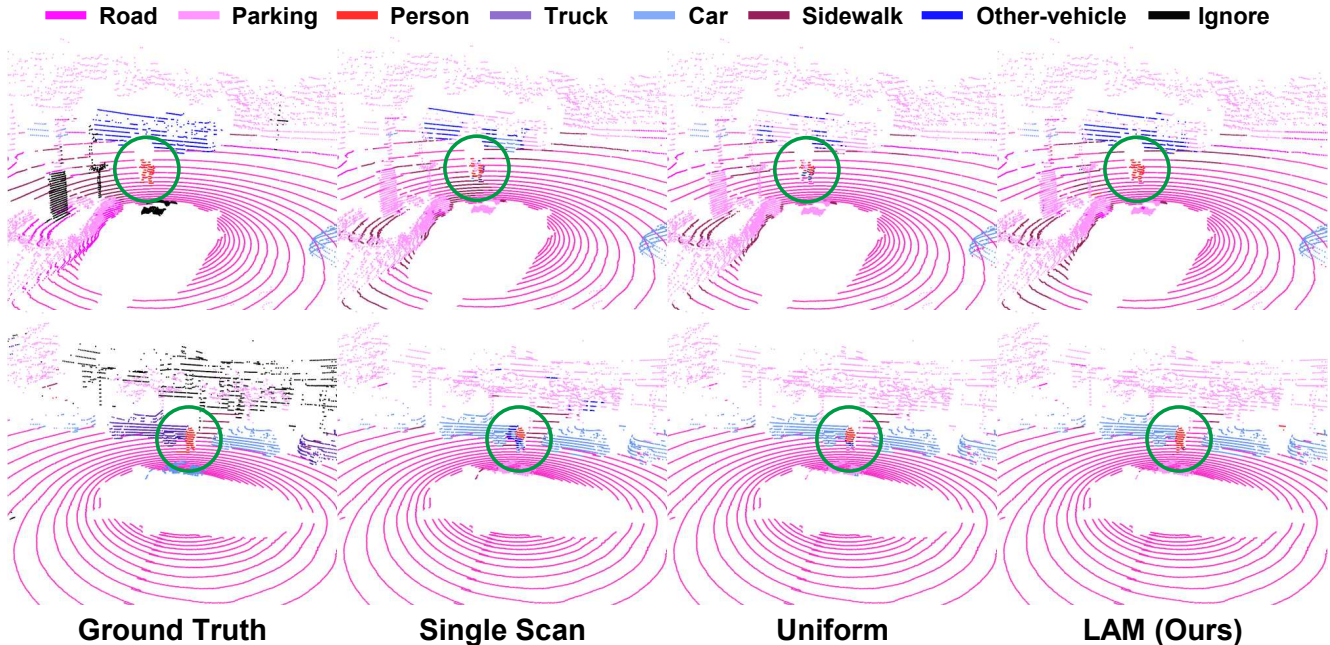 Road Parking Person Truck Car Sidewalk Other-vehicle Ignore
Ground Truth Single Scan Uniform LAM (Ours)